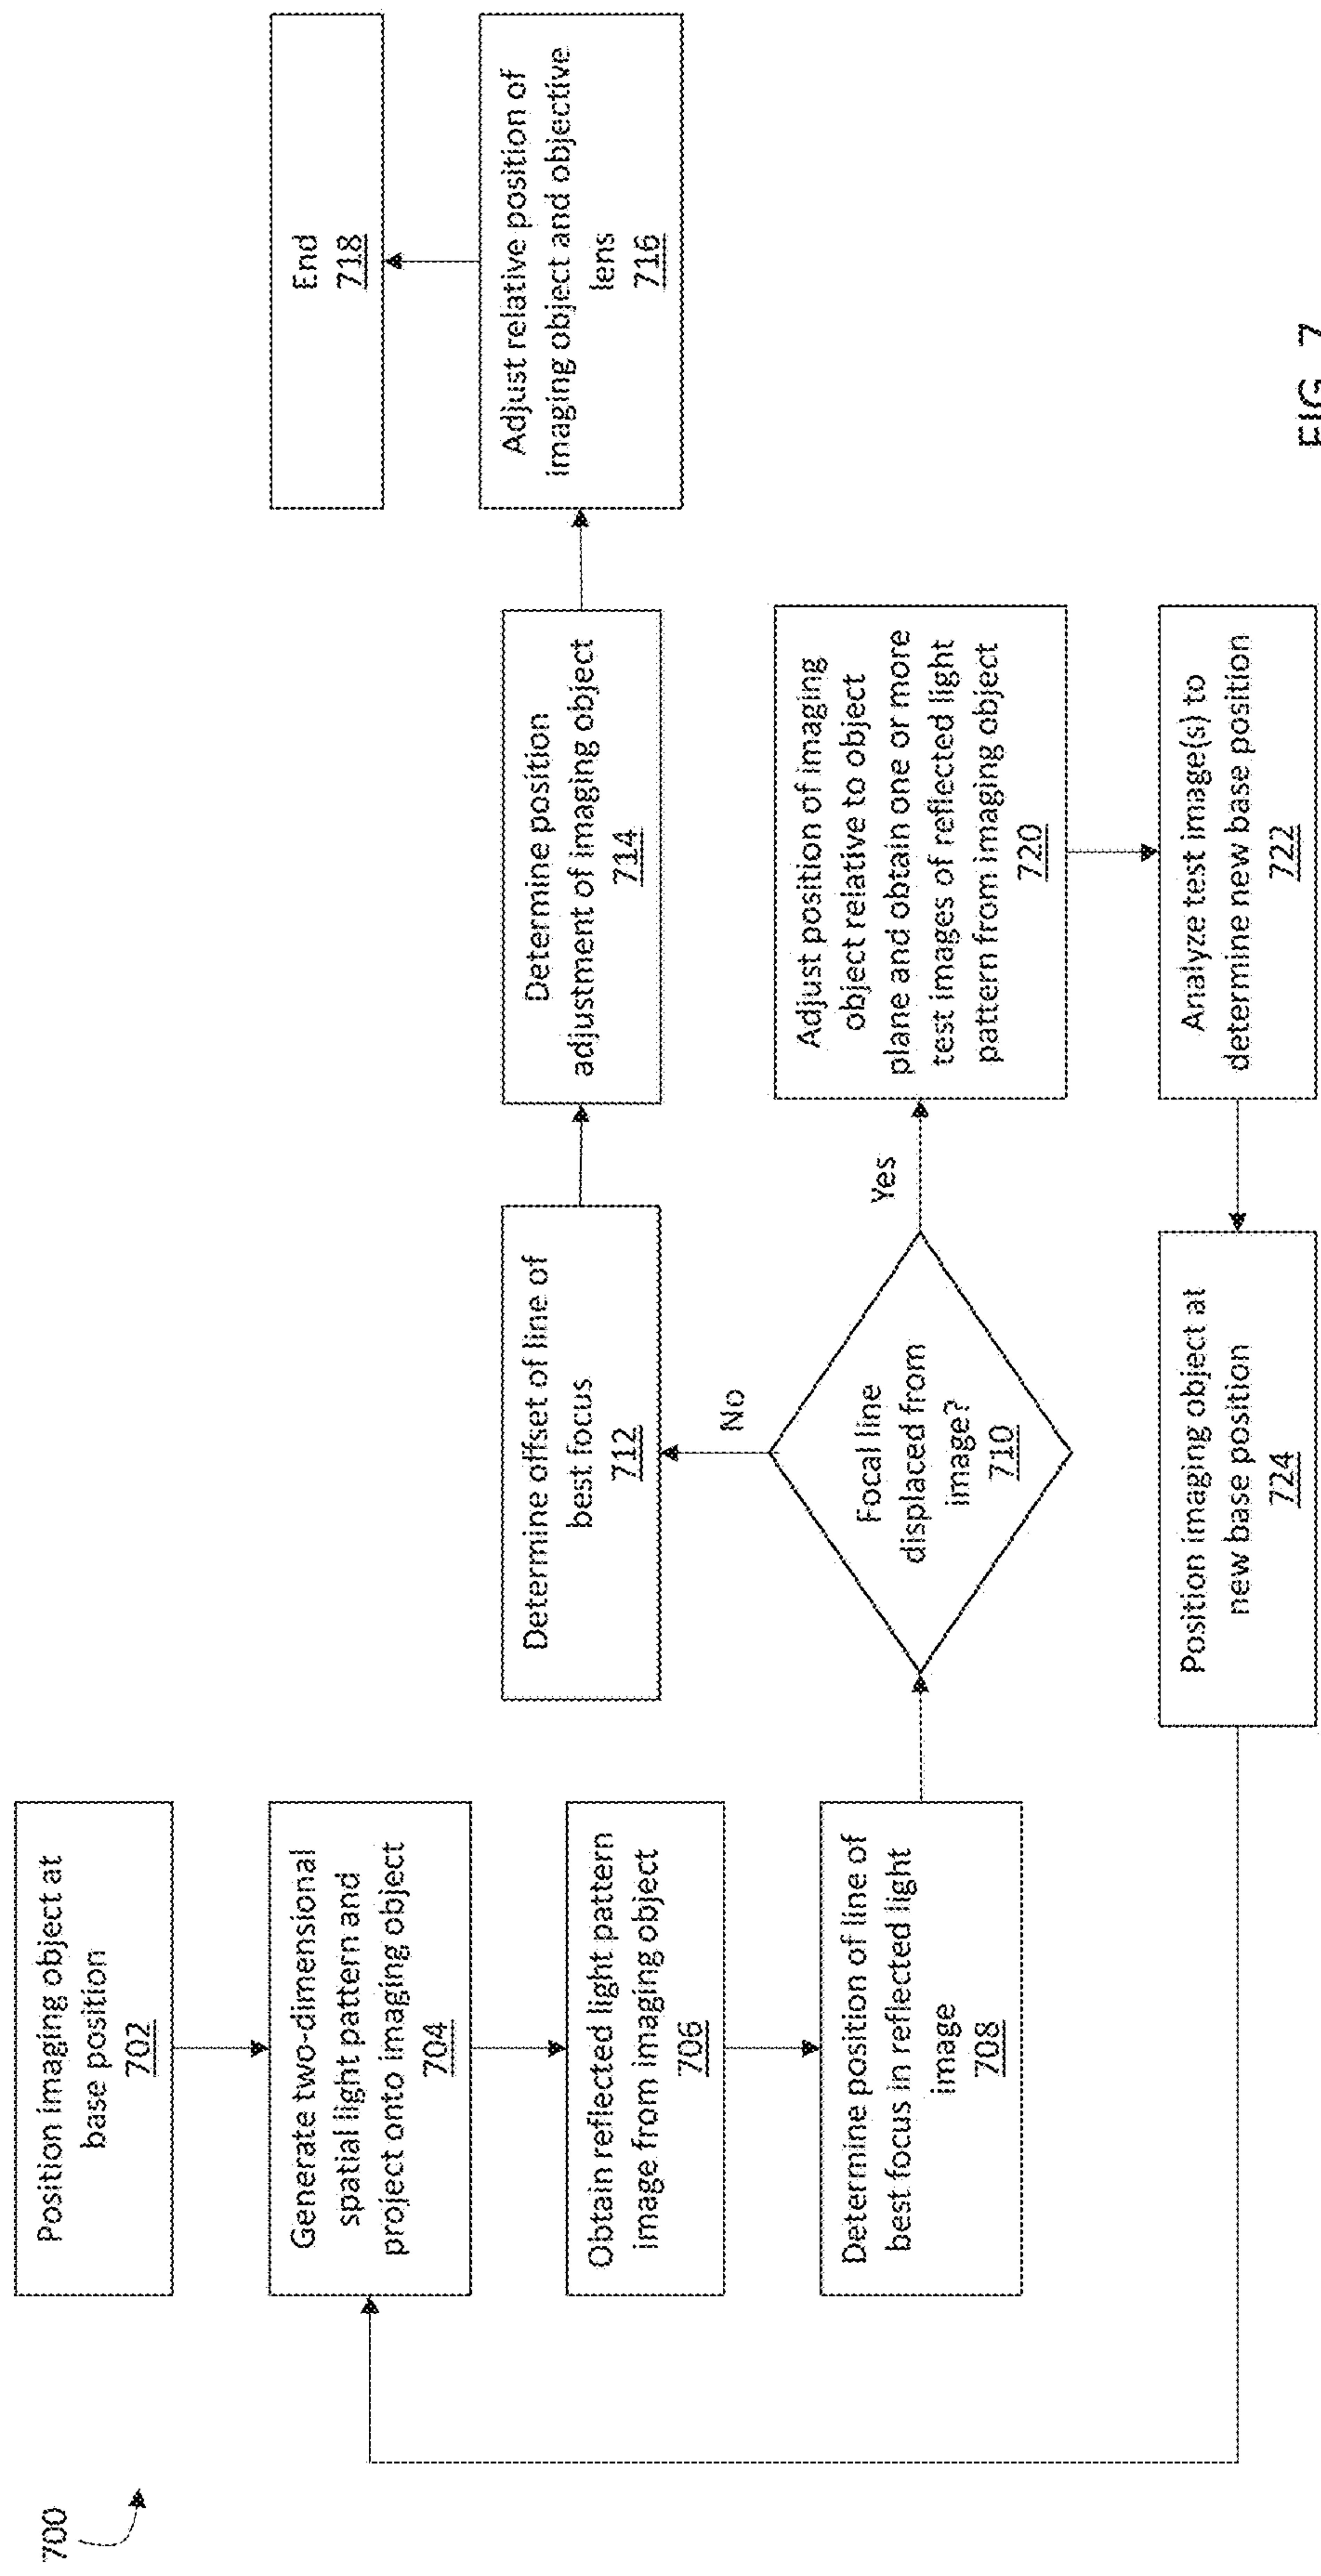 700
Position imaging object at
base position
702
Generate two-dimensional
spatial light pattern and
project onto imaging object
704
Obtain reflected light pattern
image from imaging object
706
Determine position of line of
best focus in reflected light
image
708
Focal line
displaced from
image?
710
No
Yes
Determine offset of line of
best focus
712
Determine position
adjustment of imaging object
714
Adjust relative position of
imaging object and objective
lens
716
End
718
Adjust position of imaging
object relative to object
plane and obtain one or more
test images of reflected light
pattern from imaging object
720
Analyze test image(s) to
determine new base position
722
Position imaging object at
new base position
724
FIG. 7